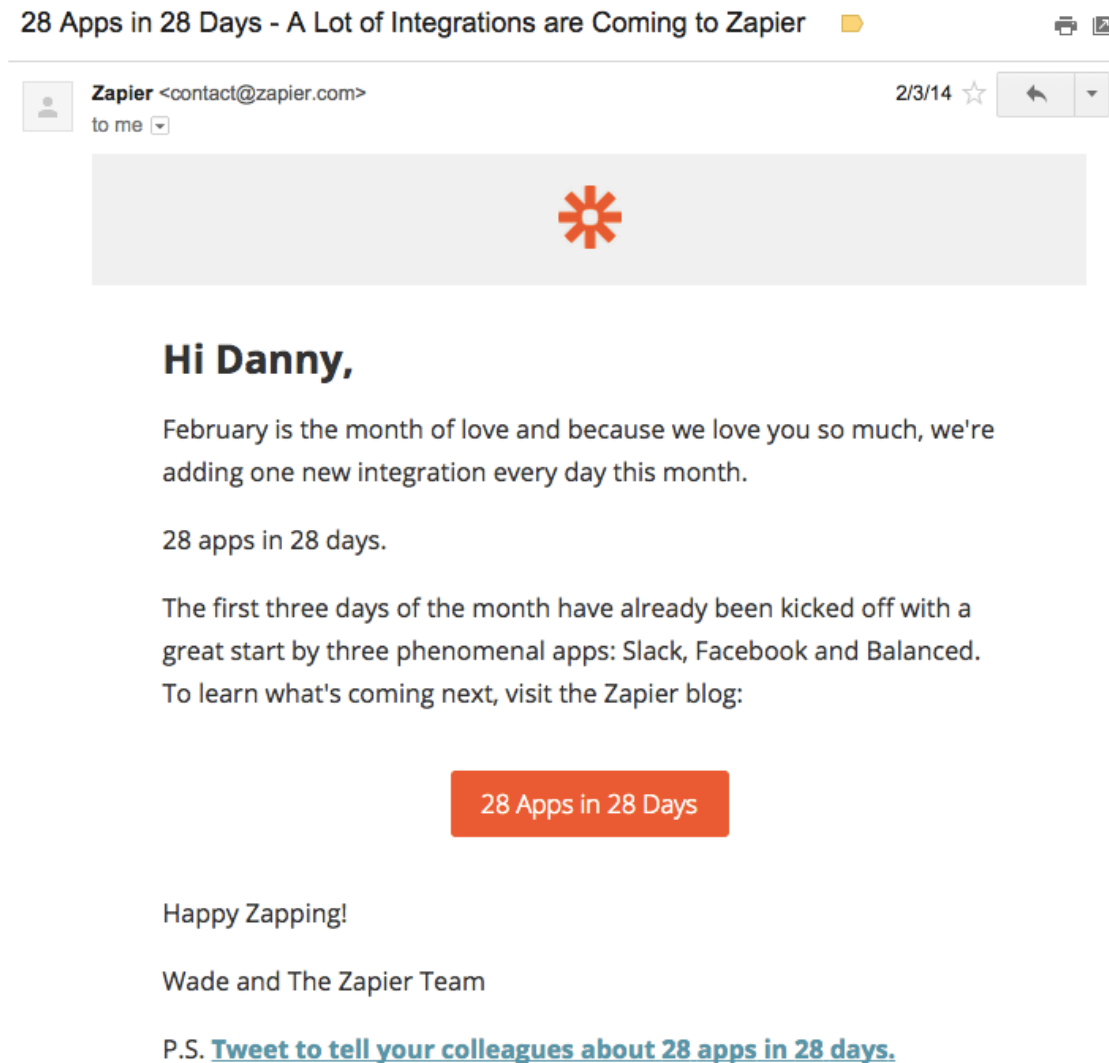 28 Apps in 28 Days - A Lot of Integrations are Coming to Zapier
Zapier <contact@zapier.com>
2/3/14
to me
Hi Danny,
February is the month of love and because we love you so much, we're
adding one new integration every day this month.
28 apps in 28 days.
The first three days of the month have already been kicked off with a
great start by three phenomenal apps: Slack, Facebook and Balanced.
To learn what's coming next, visit the Zapier blog:
28 Apps in 28 Days
Happy Zapping!
Wade and The Zapier Team
P.S. Tweet to tell your colleagues about 28 apps in 28 days.